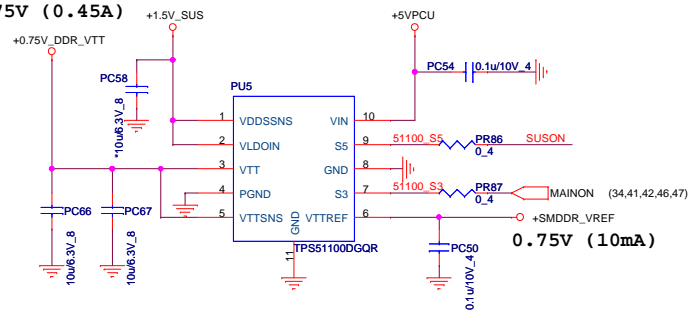 75V (0.45A)
+1.5V_SUS
+5VPCU
+0.75V_DDR_VTT
PC58
*10u/6.3V_8
PC54
0.1u/10V_4
PU5
1
VDDSSNS
VIN
10
2
VLDOIN
S5
9
51100_S5
PR86
0_4
SUSON
3
VTT
GND
8
4
PGND
S3
7
51100_S3
PR87
0_4
MAINON
(34,41,42,46,47)
5
VTTSNS
GND
VTTREF
6
+SMDDR_VREF
0.75V (10mA)
11
TPS51100DGQR
PC66
10u/6.3V_8
PC67
10u/6.3V_8
PC50
0.1u/10V_4